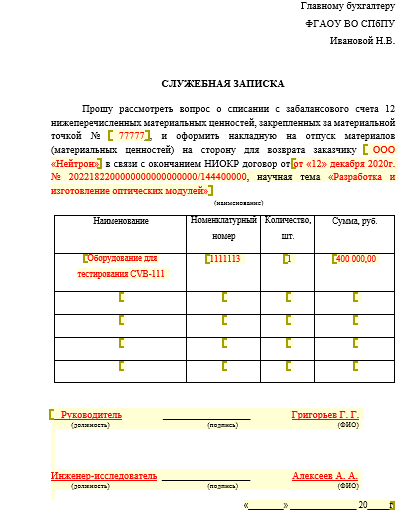 Главному бухгалтеру
ФГАОУ ВО СПбПУ
Ивановой Н.В.
СЛУЖЕБНАЯ ЗАПИСКА
Прошу рассмотреть вопрос о списании с забалансового счета 12
нижеперечисленных материальных ценностей, закрепленных за материальной
точкой № 77777, и оформить накладную на отпуск материалов
(материальных ценностей) на сторону для возврата заказчику ООО
«Нейтрон» в связи с окончанием НИОКР договор от от «12» декабря 2020г.
№ 2022182200000000000000000/144400000, научная тема «Разработка и
изготовление оптических модулей»
(наименование)
Наименование Номенклатурный номер Количество, шт. Сумма, руб.
Оборудование для тестирования CVB-111 1111113 1 400 000,00
Руководитель ____________ Григорьев Г. Г.
(должность) (подпись) (ФИО)
Инженер-исследователь ____________ Алексеев А. А.
(должность) (подпись) (ФИО)
«_______» _____________ 20____г